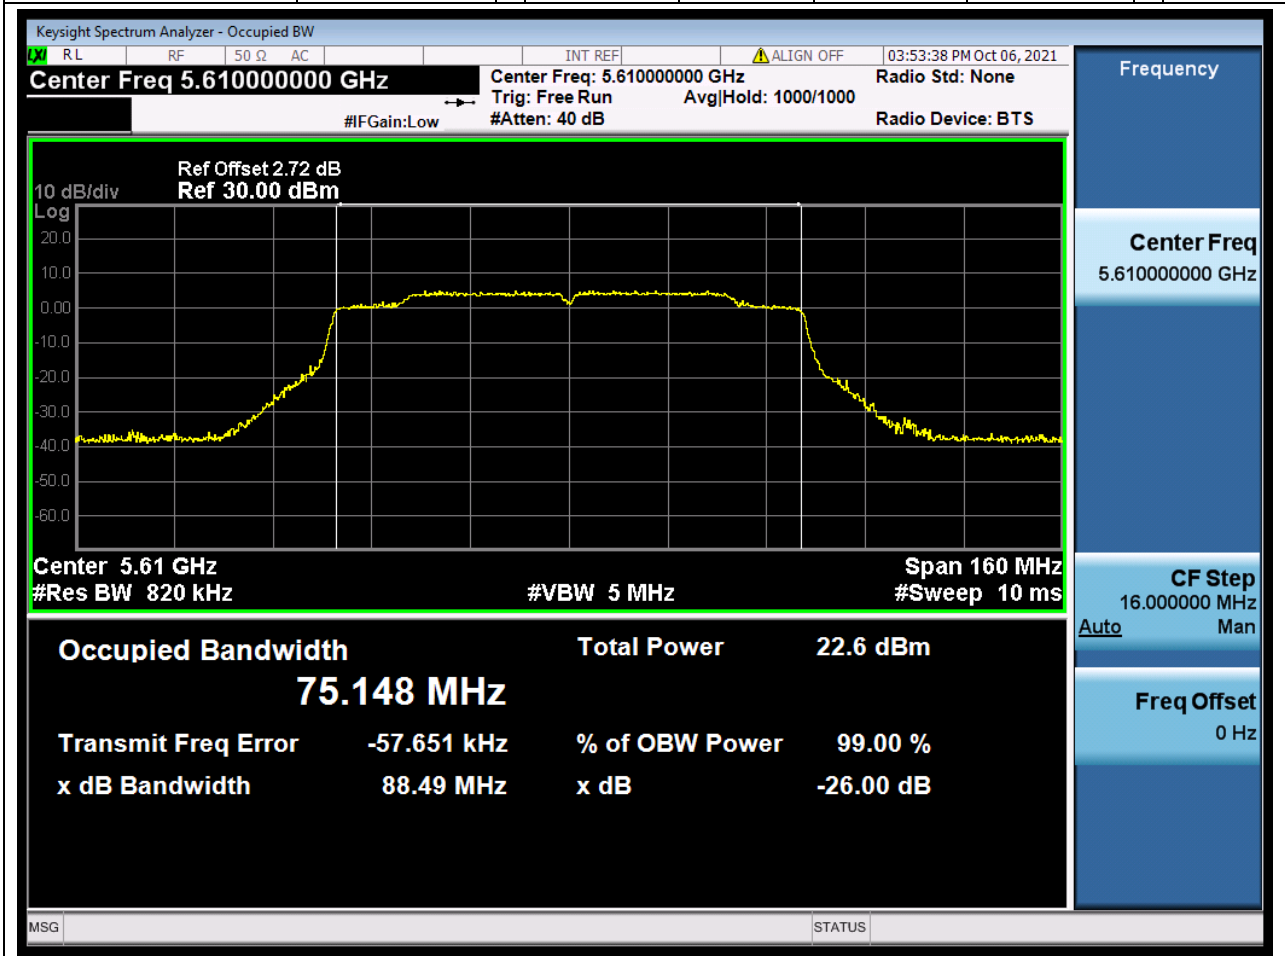 Keysight Spectrum Analyzer - Occupied BW
LXI RL RF 50 Ω AC INT REF ALIGN OFF 03:53:38 PM Oct 06, 2021
Center Freq 5.610000000 GHz
Center Freq: 5.610000000 GHz
Radio Std: None
Trig: Free Run Avg|Hold: 1000/1000
#IFGain:Low #Atten: 40 dB Radio Device: BTS
Ref Offset 2.72 dB
10 dB/div Ref 30.00 dBm
Log
20.0
10.0
0.00
-10.0
-20.0
-30.0
-40.0
-50.0
-60.0
Center 5.61 GHz Span 160 MHz
#Res BW 820 kHz #VBW 5 MHz #Sweep 10 ms
Occupied Bandwidth Total Power 22.6 dBm
75.148 MHz
Transmit Freq Error -57.651 kHz % of OBW Power 99.00 %
x dB Bandwidth 88.49 MHz x dB -26.00 dB
Frequency
Center Freq
5.610000000 GHz
CF Step
16.000000 MHz
Auto Man
Freq Offset
0 Hz
MSG STATUS